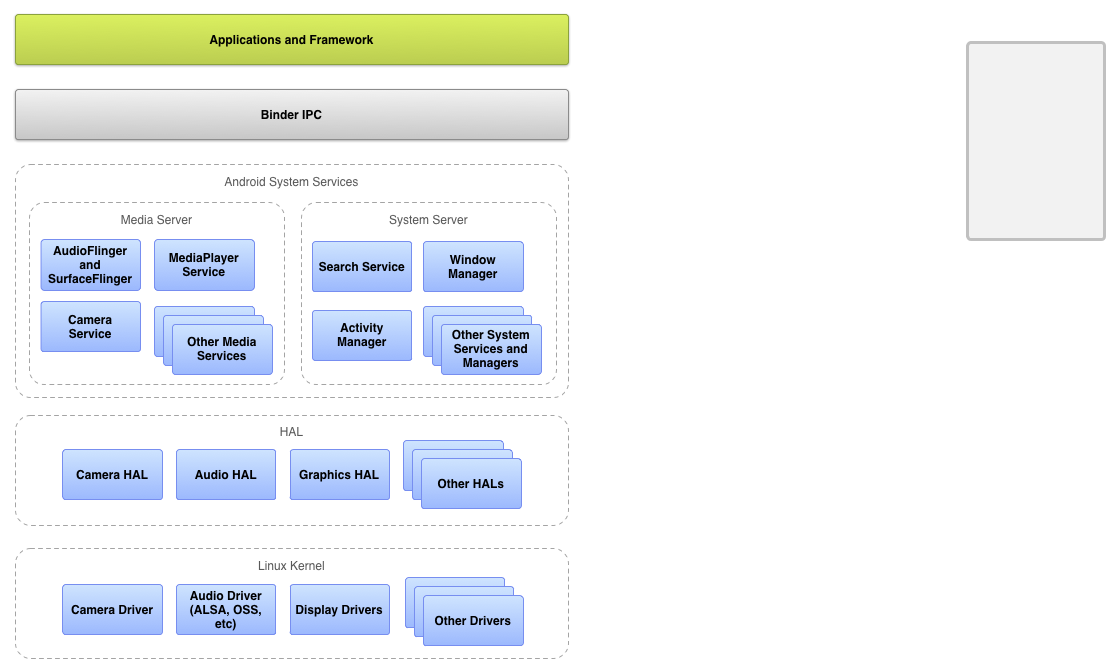 Applications and Framework
Binder IPC
Android System Services
Media Server
AudioFlinger
and
SurfaceFlinger
MediaPlayer
Service
Camera
Service
Other Media
Services
System Server
Search Service
Window
Manager
Activity
Manager
Other System
Services and
Managers
HAL
Camera HAL
Audio HAL
Graphics HAL
Other HALs
Linux Kernel
Camera Driver
Audio Driver
(ALSA, OSS,
etc)
Display Drivers
Other Drivers